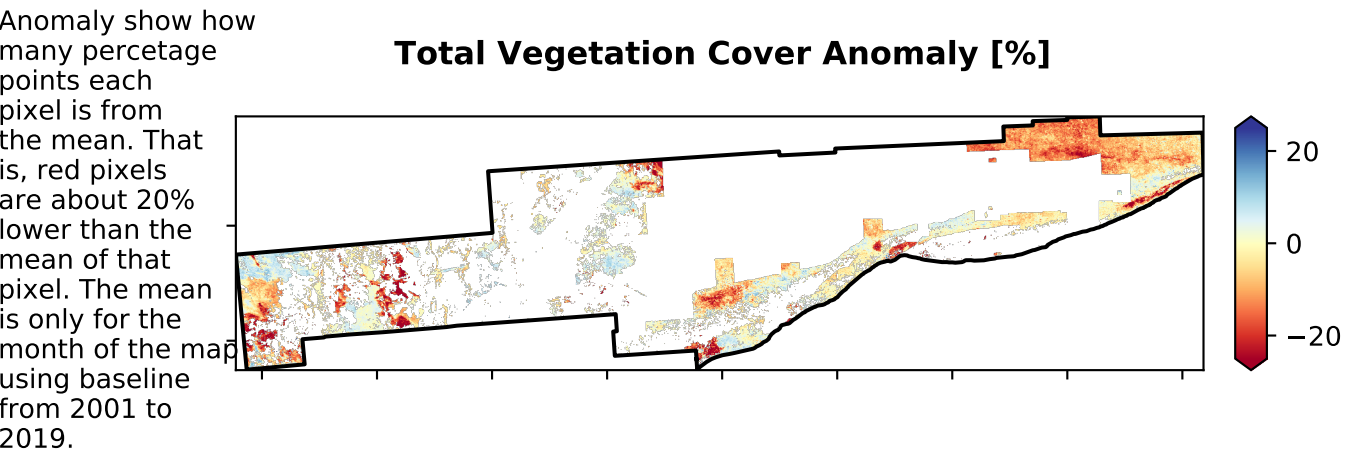 Anomaly show how
many percetage
points each
pixel is from
the mean. That
is, red pixels
are about 20%
lower than the
mean of that
pixel. The mean
is only for the
month of the map
using baseline
from 2001 to
2019.
Total Vegetation Cover Anomaly [%]
20
0
−20